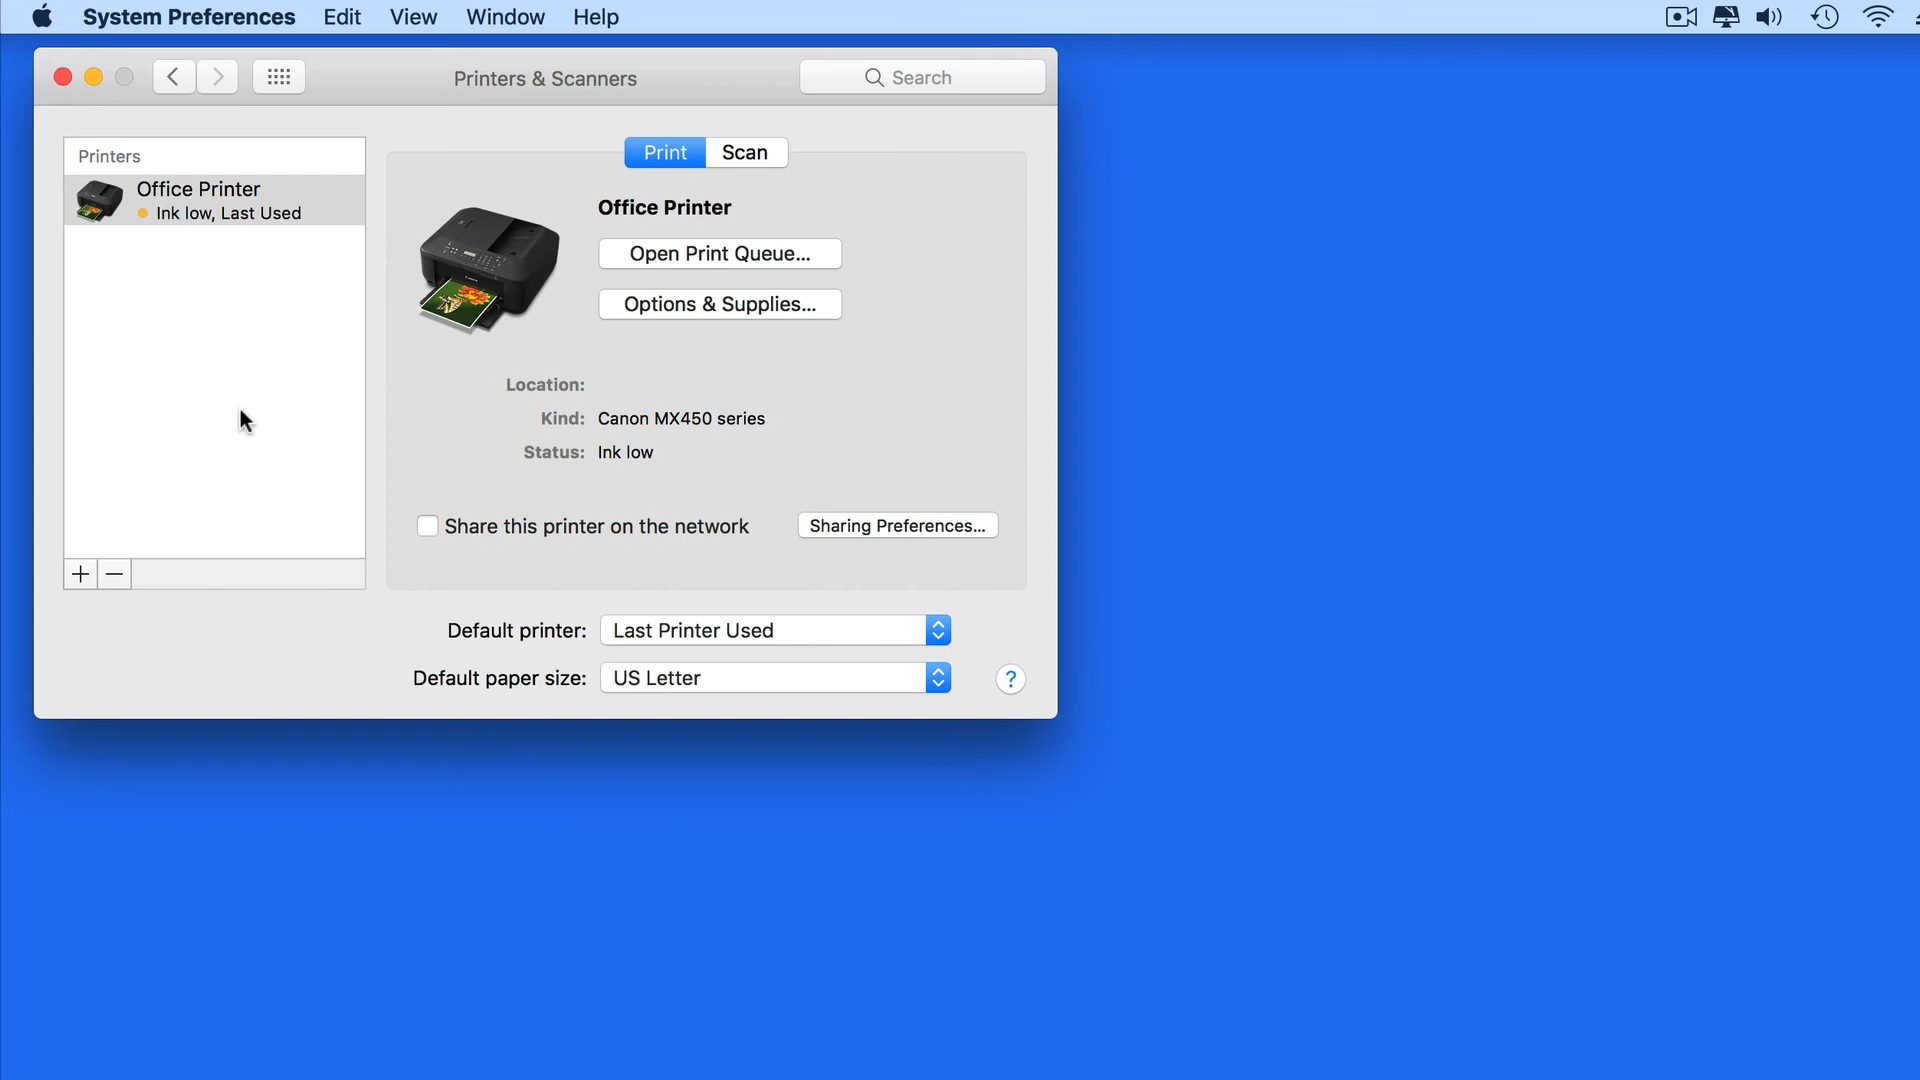 System Preferences Edit View Window Help
Printers & Scanners
Search
Printers
Office Printer
Ink low, Last Used
Print Scan
Office Printer
Open Print Queue...
Options & Supplies...
Location:
Kind: Canon MX450 series
Status: Ink low
Share this printer on the network
Sharing Preferences...
Default printer: Last Printer Used
Default paper size: US Letter
?